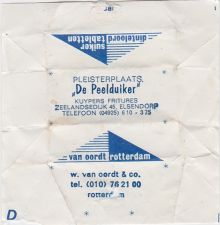 suiker
tabletten
dinteloord
PLEISTERPLAATS,
"De Peelduiker"
KUYPERS FRITURES
ZEELANDSEDIJK 45, ELSENDORP
TELEFOON (04925) 610 - 375
van oordt rotterdam
w. van oordt & co.
tel. (010) 76 21 00
rotterdam
D